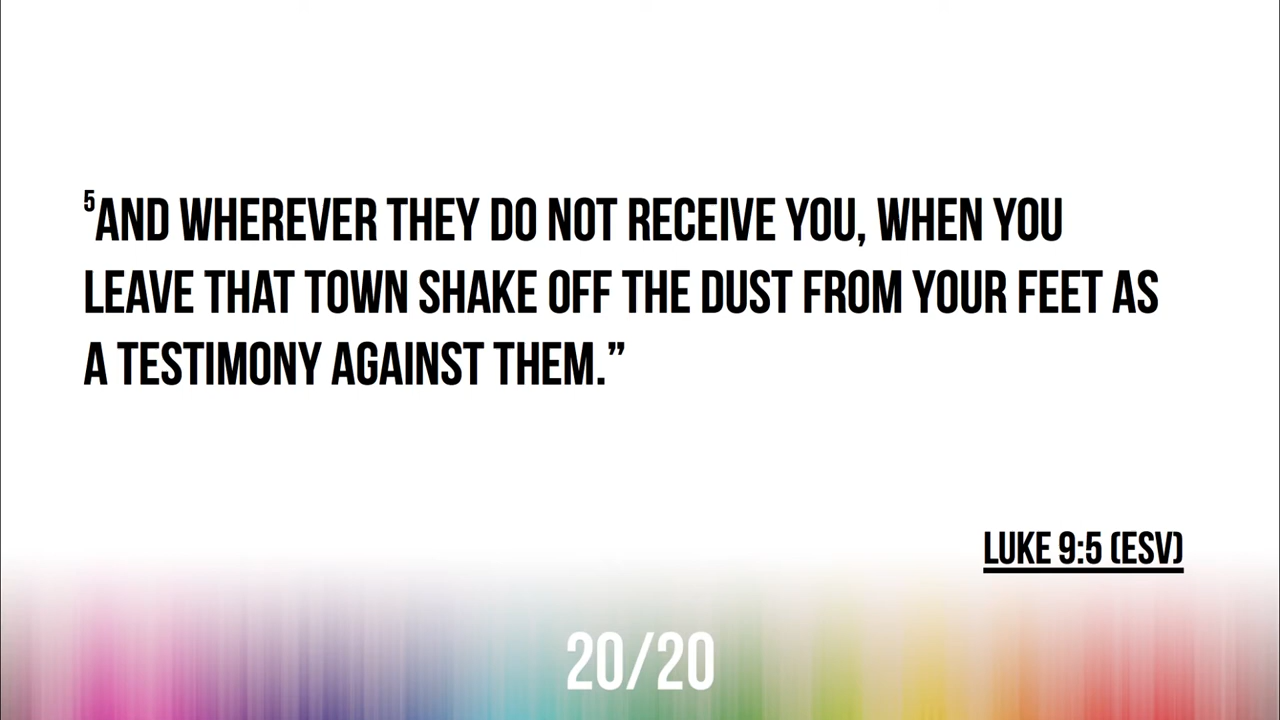 ⁵AND WHEREVER THEY DO NOT RECEIVE YOU, WHEN YOU
LEAVE THAT TOWN SHAKE OFF THE DUST FROM YOUR FEET AS
A TESTIMONY AGAINST THEM.”
LUKE 9:5 (ESV)
20/20